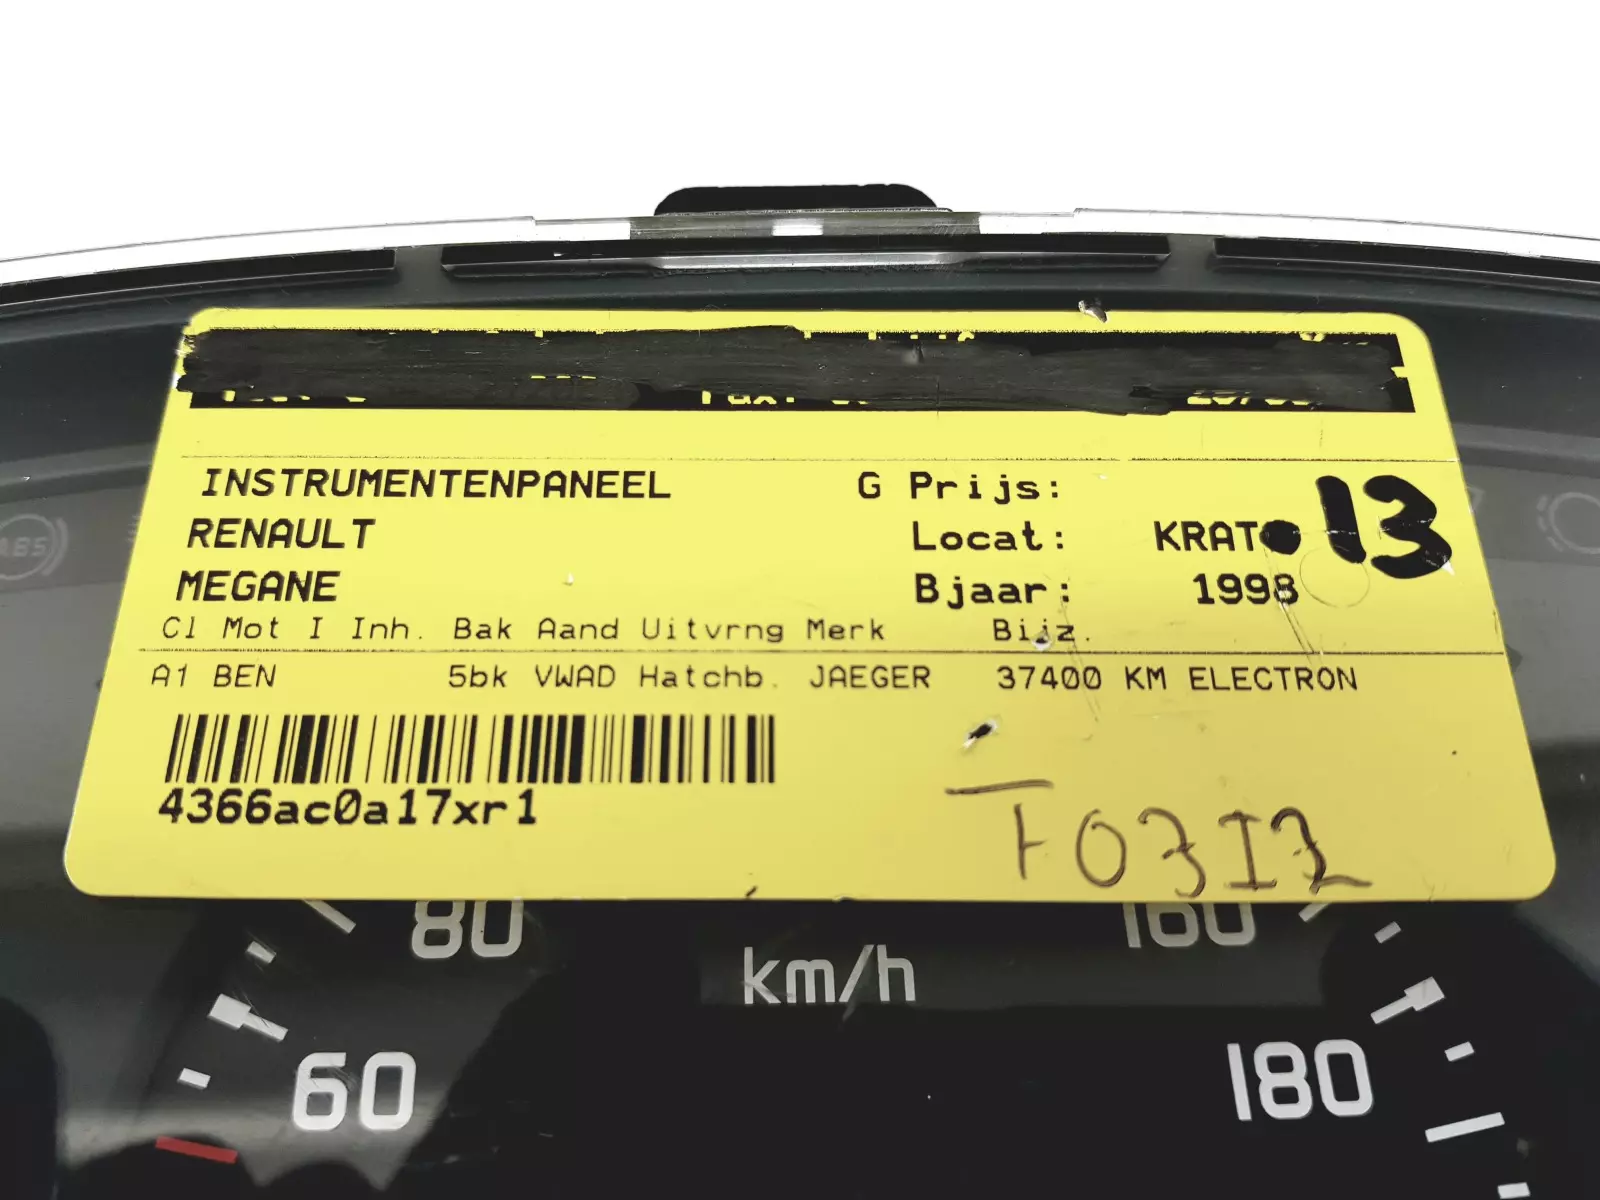 INSTRUMENTENPANEEL G Prijs:
RENAULT Locat: KRAT 13
MEGANE Bjaar: 1998
Cl Mot I Inh. Bak Aand Uitvrng Merk Bijz.
A1 BEN 5bk VWAD Hatchb. JAEGER 37400 KM ELECTRON
4366ac0a17xr1
ABS
80 160
km/h
60 180